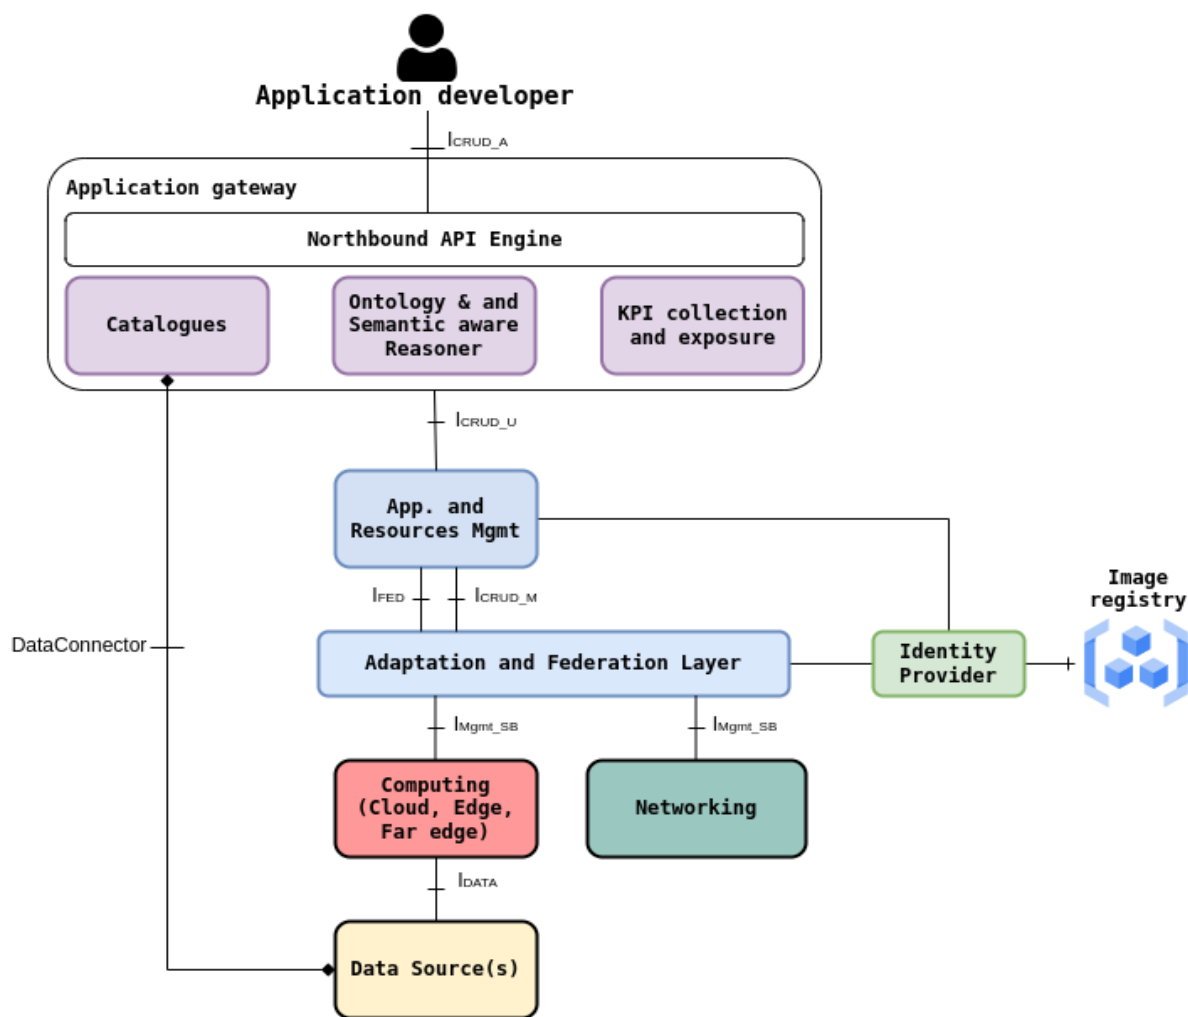 Application developer
ICRUD_A
Application gateway
Northbound API Engine
Catalogues
Ontology & and
Semantic aware
Reasoner
KPI collection
and exposure
ICRUD_U
App. and
Resources Mgmt
IFED
ICRUD_M
Image
registry
DataConnector
Adaptation and Federation Layer
Identity
Provider
IMgmt_SB
IMgmt_SB
Computing
(Cloud, Edge,
Far edge)
Networking
IDATA
Data Source(s)